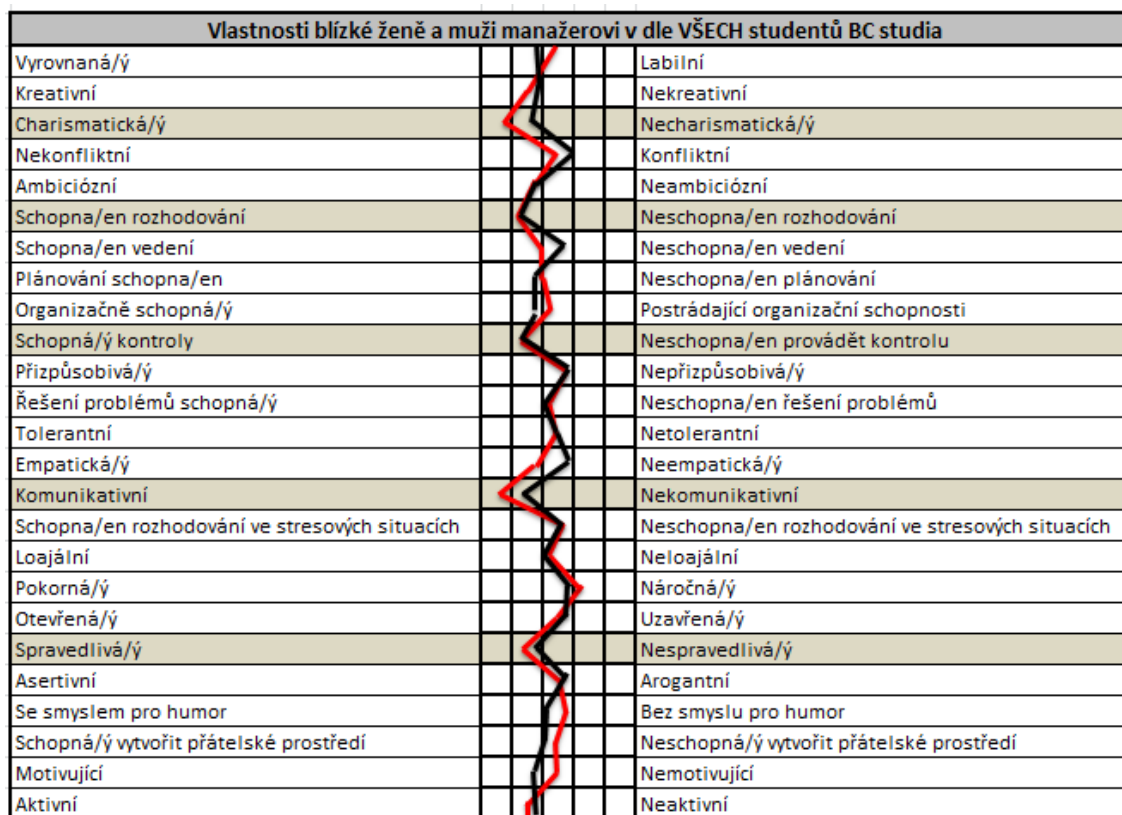 Vlastnosti blízké ženě a muži manažerovi v dle VŠECH studentů BC studia
Vyrovnaná/ý Labilní
Kreativní Nekreativní
Charismatická/ý Necharismatická/ý
Nekonfliktní Konfliktní
Ambiciózní Neambiciózní
Schopna/en rozhodování Neschopna/en rozhodování
Schopna/en vedení Neschopna/en vedení
Plánování schopna/en Neschopna/en plánování
Organizačně schopná/ý Postrádající organizační schopnosti
Schopná/ý kontroly Neschopna/en provádět kontrolu
Přizpůsobivá/ý Nepřizpůsobivá/ý
Řešení problémů schopná/ý Neschopna/en řešení problémů
Tolerantní Netolerantní
Empatická/ý Neempatická/ý
Komunikativní Nekomunikativní
Schopna/en rozhodování ve stresových situacích Neschopna/en rozhodování ve stresových situacích
Loajální Neloajální
Pokorná/ý Náročná/ý
Otevřená/ý Uzavřená/ý
Spravedlivá/ý Nespravedlivá/ý
Asertivní Arogantní
Se smyslem pro humor Bez smyslu pro humor
Schopná/ý vytvořit přátelské prostředí Neschopná/ý vytvořit přátelské prostředí
Motivující Nemotivující
Aktivní Neaktivní